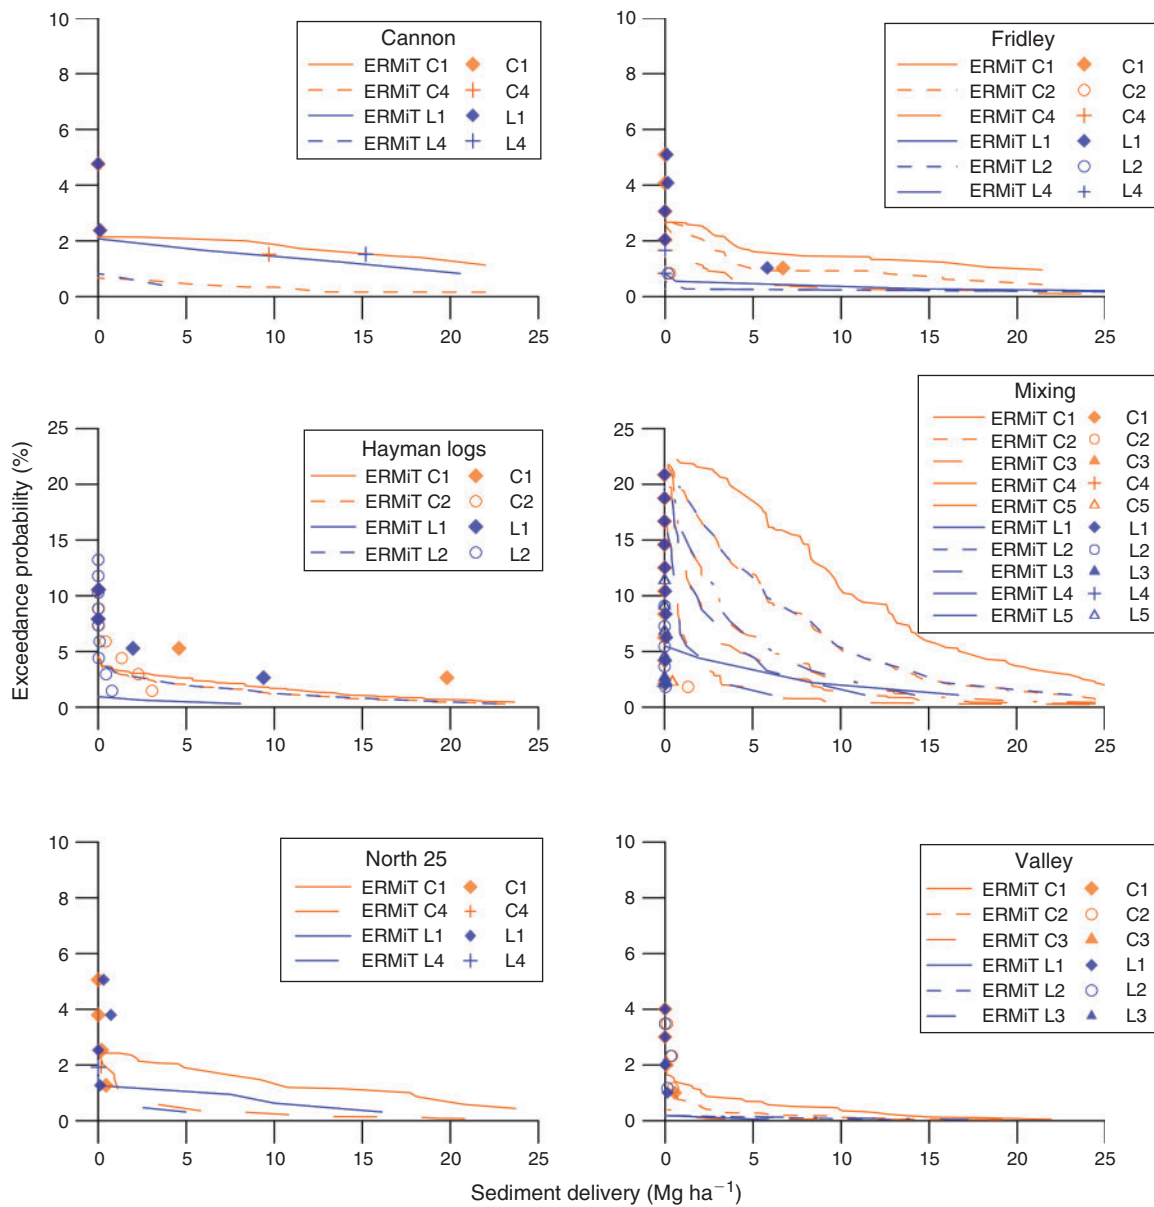 Cannon
ERMiT C1 C1
ERMiT C4 C4
ERMiT L1 L1
ERMiT L4 L4
10
8
6
4
2
0
0 5 10 15 20 25
Fridley
ERMiT C1 C1
ERMiT C2 C2
ERMiT C4 C4
ERMiT L1 L1
ERMiT L2 L2
ERMiT L4 L4
10
8
6
4
2
0
0 5 10 15 20 25
Exceedance probability (%)
Hayman logs
ERMiT C1 C1
ERMiT C2 C2
ERMiT L1 L1
ERMiT L2 L2
25
20
15
10
5
0
0 5 10 15 20 25
Mixing
ERMiT C1 C1
ERMiT C2 C2
ERMiT C3 C3
ERMiT C4 C4
ERMiT C5 C5
ERMiT L1 L1
ERMiT L2 L2
ERMiT L3 L3
ERMiT L4 L4
ERMiT L5 L5
25
20
15
10
5
0
0 5 10 15 20 25
North 25
ERMiT C1 C1
ERMiT C4 C4
ERMiT L1 L1
ERMiT L4 L4
10
8
6
4
2
0
0 5 10 15 20 25
Valley
ERMiT C1 C1
ERMiT C2 C2
ERMiT C3 C3
ERMiT L1 L1
ERMiT L2 L2
ERMiT L3 L3
10
8
6
4
2
0
0 5 10 15 20 25
Sediment delivery (Mg ha⁻¹)